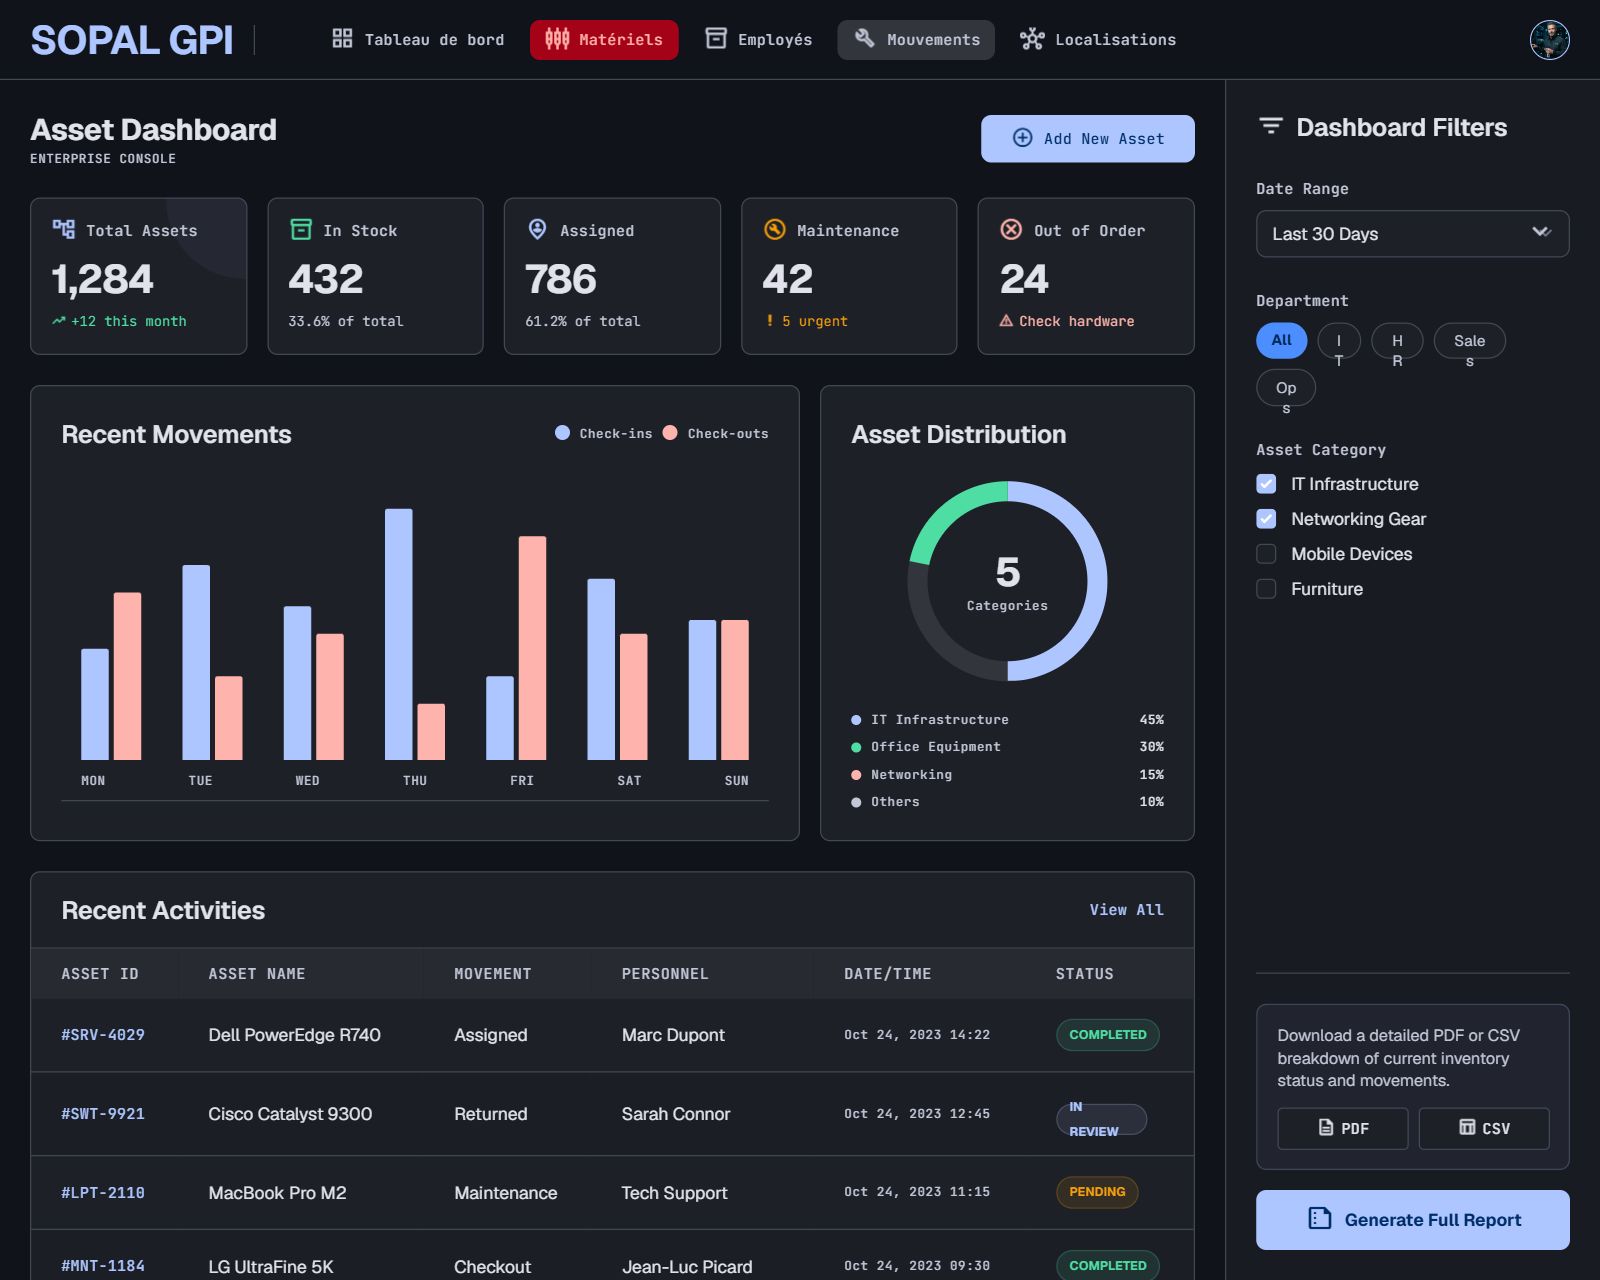 SOPAL GPI
Tableau de bord
Matériels
Employés
Mouvements
Localisations
Asset Dashboard
ENTERPRISE CONSOLE
Add New Asset
Total Assets
1,284
+12 this month
In Stock
432
33.6% of total
Assigned
786
61.2% of total
Maintenance
42
! 5 urgent
Out of Order
24
Check hardware
Recent Movements
Check-ins
Check-outs
MON TUE WED THU FRI SAT SUN
Asset Distribution
5
Categories
IT Infrastructure 45%
Office Equipment 30%
Networking 15%
Others 10%
Recent Activities
View All
ASSET ID ASSET NAME MOVEMENT PERSONNEL DATE/TIME STATUS
#SRV-4029 Dell PowerEdge R740 Assigned Marc Dupont Oct 24, 2023 14:22 COMPLETED
#SWT-9921 Cisco Catalyst 9300 Returned Sarah Connor Oct 24, 2023 12:45 IN
REVIEW
#LPT-2110 MacBook Pro M2 Maintenance Tech Support Oct 24, 2023 11:15 PENDING
#MNT-1184 LG UltraFine 5K Checkout Jean-Luc Picard Oct 24, 2023 09:30 COMPLETED
Dashboard Filters
Date Range
Last 30 Days
Department
All
I
T
H
R
Sale
s
Op
s
Asset Category
IT Infrastructure
Networking Gear
Mobile Devices
Furniture
Download a detailed PDF or CSV
breakdown of current inventory
status and movements.
PDF
CSV
Generate Full Report